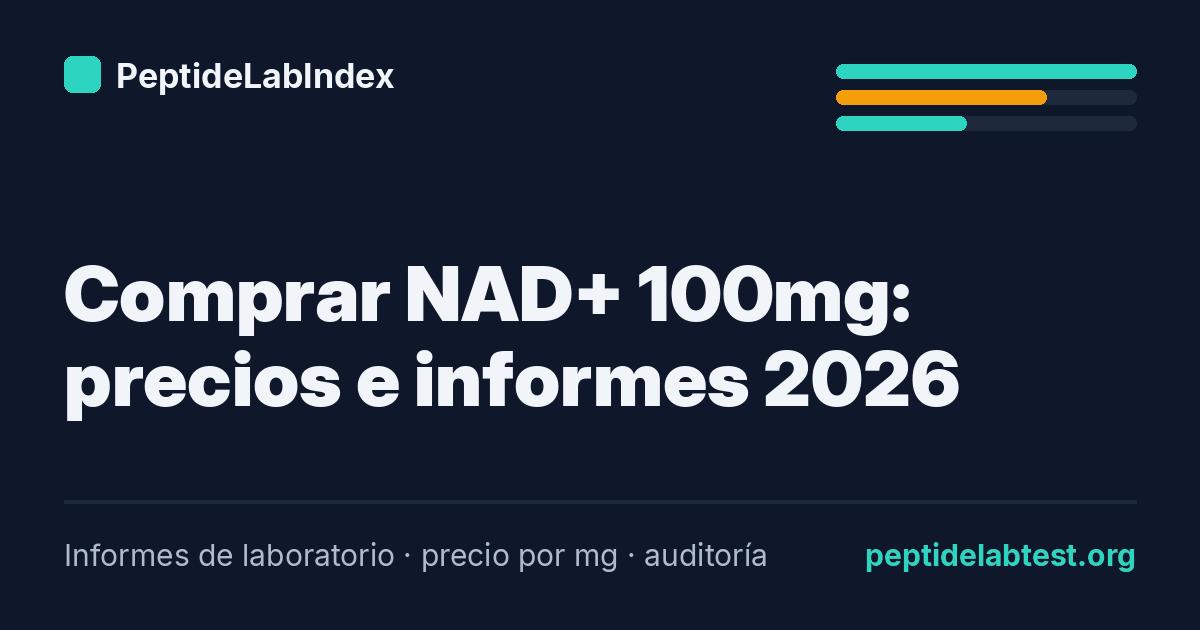 PeptideLabIndex
Comprar NAD+ 100mg:
precios e informes 2026
Informes de laboratorio · precio por mg · auditoría
peptidelabtest.org